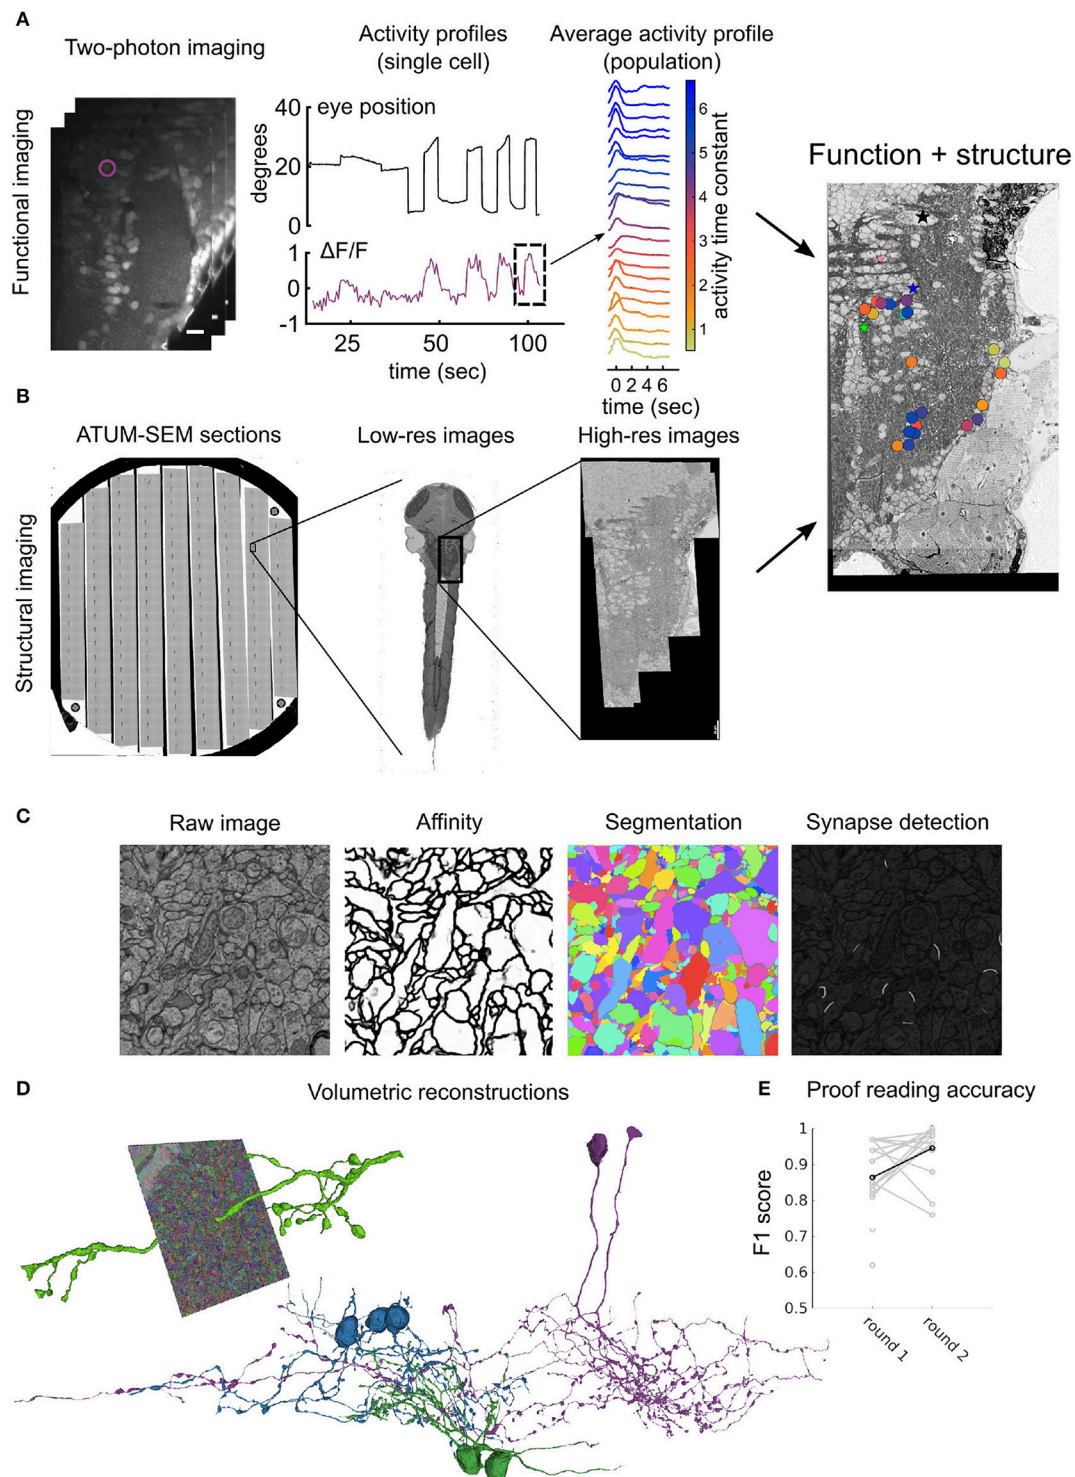 A
Two-photon imaging
Activity profiles
(single cell)
Average activity profile
(population)
Functional imaging
eye position
40
20
0
degrees
ΔF/F
1
0
-1
25
50
100
time (sec)
0 2 4 6
time (sec)
6
5
4
3
2
1
activity time constant
Function + structure
B
ATUM-SEM sections
Low-res images
High-res images
Structural imaging
C
Raw image
Affinity
Segmentation
Synapse detection
D
Volumetric reconstructions
E
Proof reading accuracy
1
0.9
0.8
0.7
0.6
0.5
F1 score
round 1
round 2